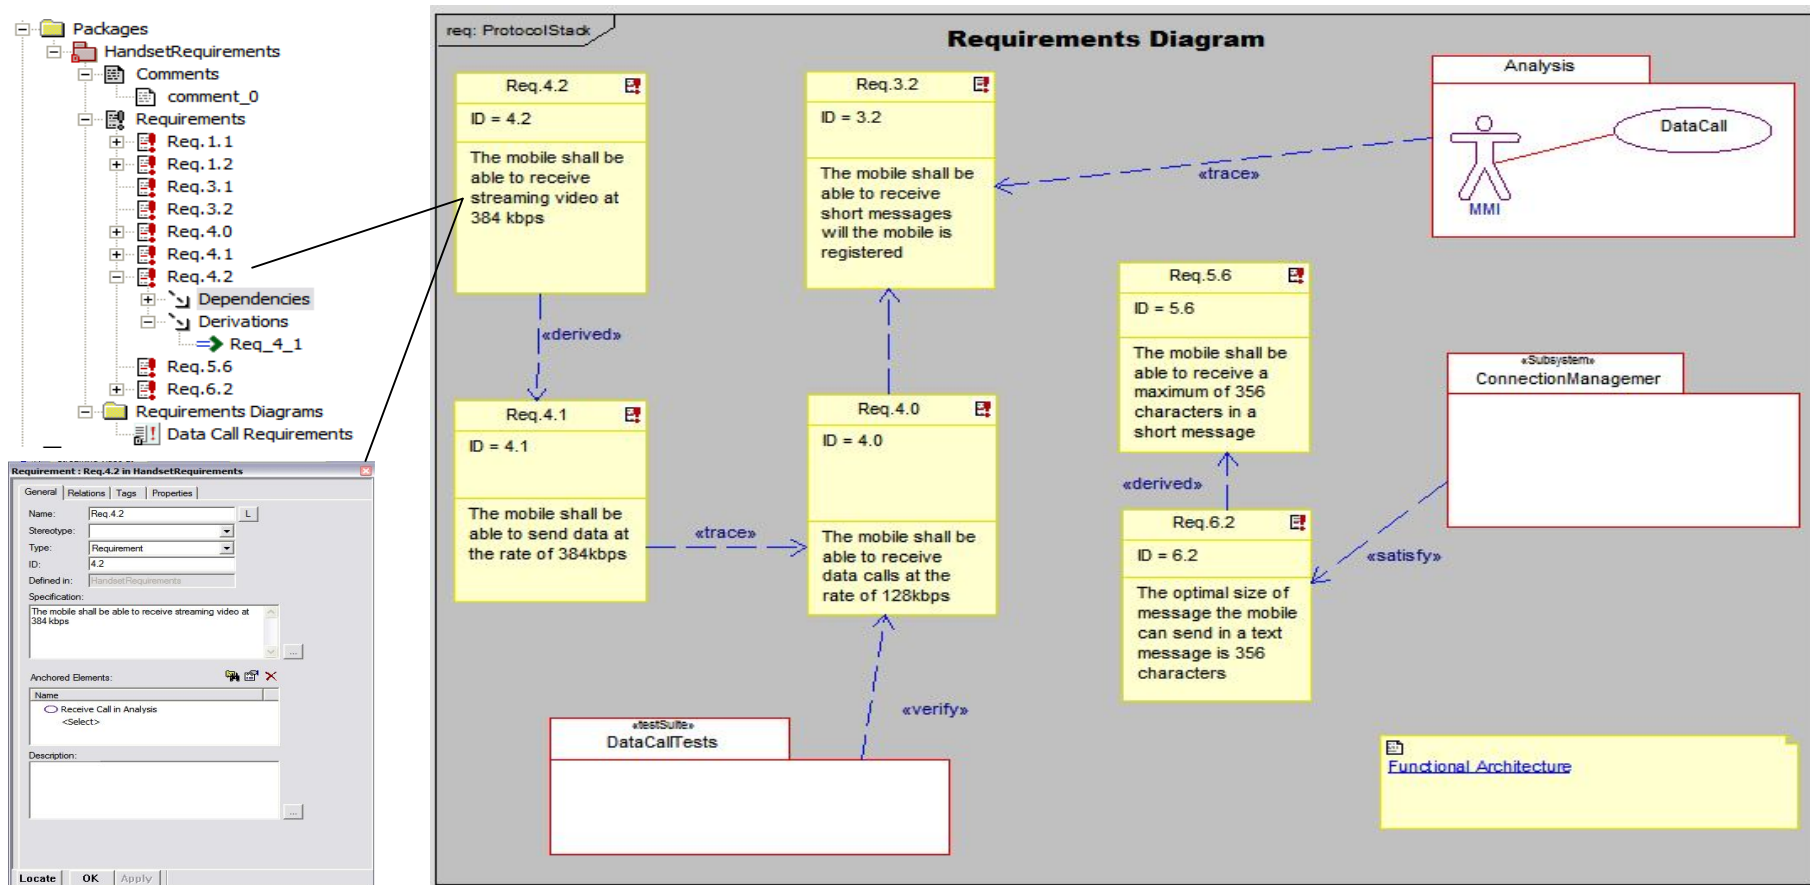 Packages
HandsetRequirements
Comments
comment_0
Requirements
Req.1.1
Req.1.2
Req.3.1
Req.3.2
Req.4.0
Req.4.1
Req.4.2
Dependencies
Derivations
Req_4_1
Req.5.6
Req.6.2
Requirements Diagrams
Data Call Requirements
Requirement : Req.4.2 in HandsetRequirements
General Relations Tags Properties
Name: Req.4.2 L
Stereotype:
Type: Requirement
ID: 4.2
Defined in: HandsetRequirements
Specification:
The mobile shall be able to receive streaming video at
384 kbps
...
Anchored Elements:
Name
Receive Call in Analysis
<Select>
Description:
...
Locate OK Apply
req: ProtocolStack
Requirements Diagram
Req.4.2
ID = 4.2
The mobile shall be
able to receive
streaming video at
384 kbps
«derived»
Req.4.1
ID = 4.1
The mobile shall be
able to send data at
the rate of 384kbps
«trace»
Req.3.2
ID = 3.2
The mobile shall be
able to receive
short messages
will the mobile is
registered
Req.4.0
ID = 4.0
The mobile shall be
able to receive
data calls at the
rate of 128kbps
«verify»
«testSuite»
DataCallTests
Analysis
DataCall
MMI
«trace»
Req.5.6
ID = 5.6
The mobile shall be
able to receive a
maximum of 356
characters in a
short message
«derived»
Req.6.2
ID = 6.2
The optimal size of
message the mobile
can send in a text
message is 356
characters
«Subsystem»
ConnectionManagemer
«satisfy»
Functional Architecture